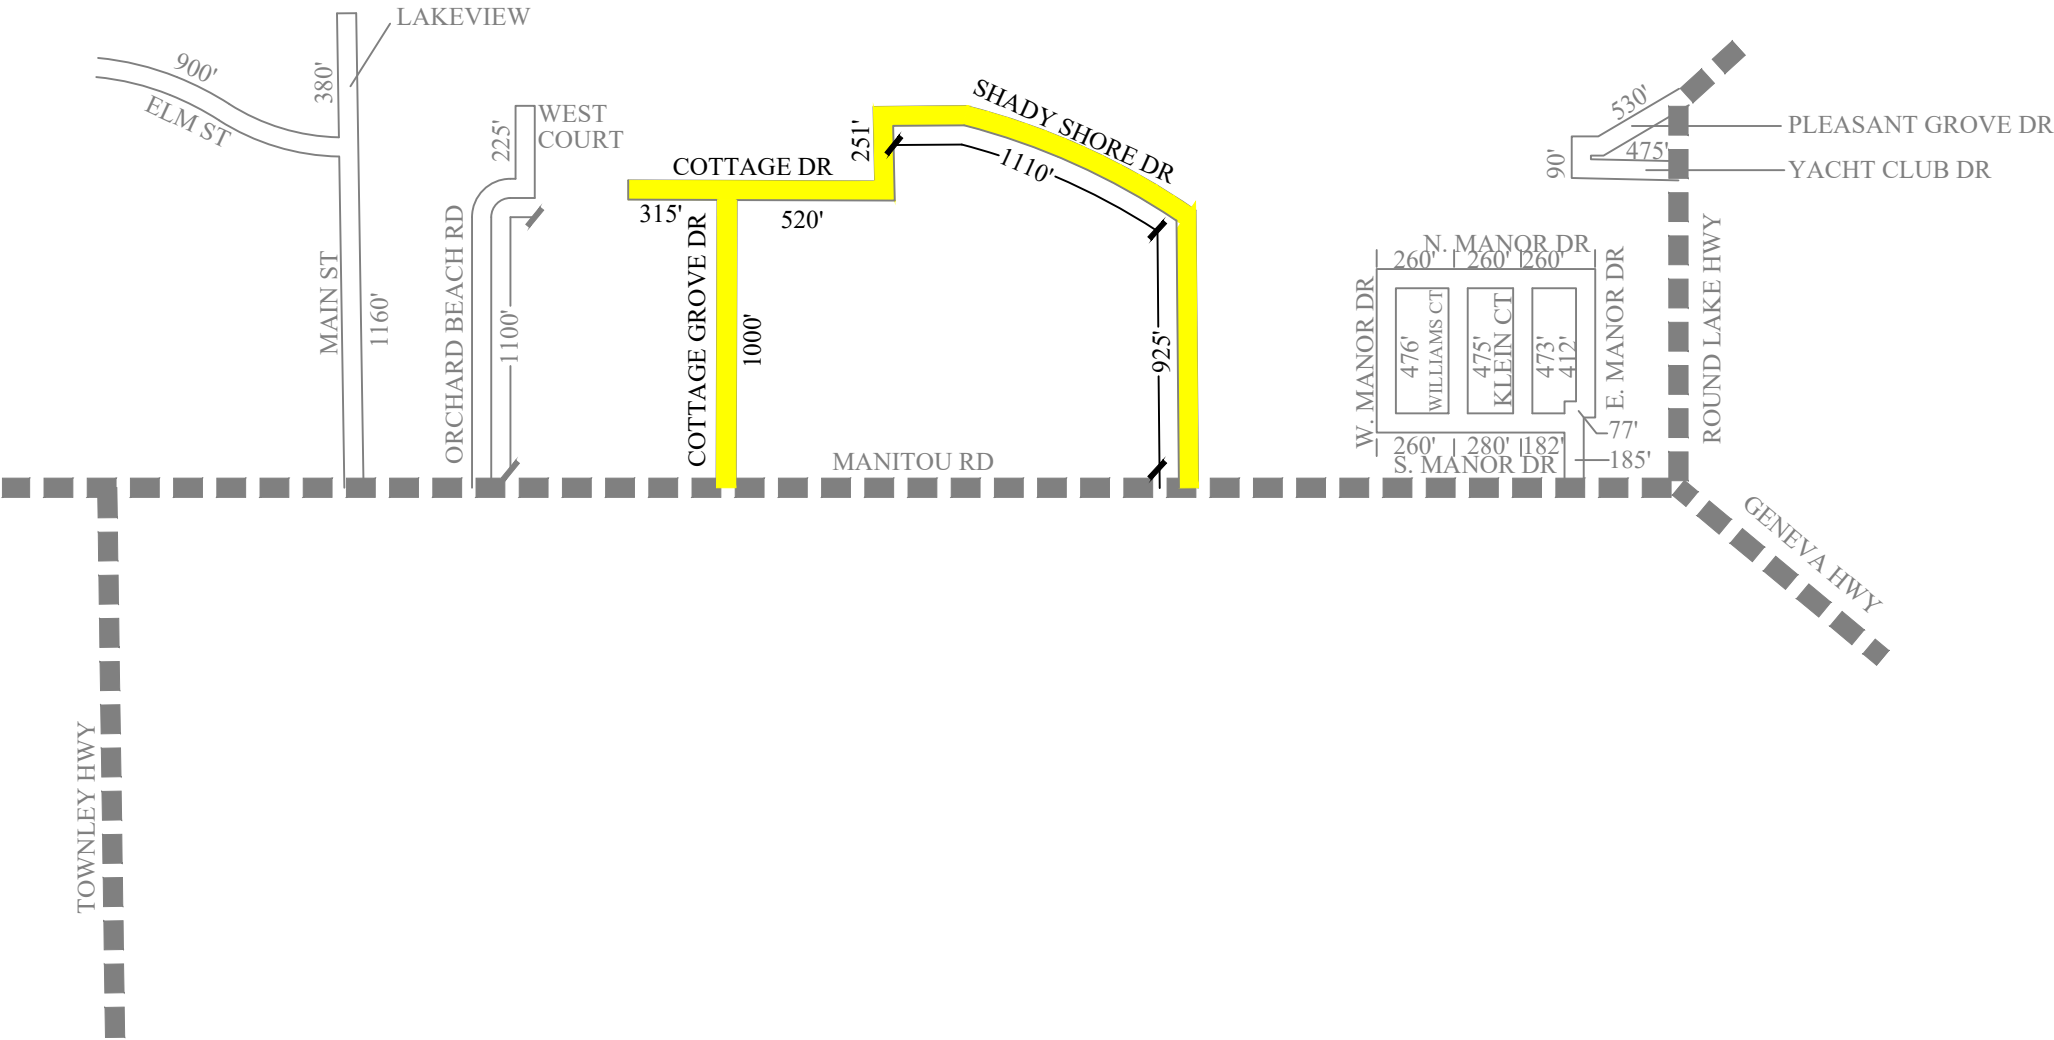 LAKEVIEW
900'
380'
ELM ST
WEST
COURT
225'
SHADY SHORE DR
251'
1110'
COTTAGE DR
315'
520'
530'
PLEASANT GROVE DR
475'
YACHT CLUB DR
90'
MAIN ST
1160'
ORCHARD BEACH RD
1100'
COTTAGE GROVE DR
1000'
925'
MANITOU RD
N. MANOR DR
260'
260'
260'
W. MANOR DR
476'
WILLIAMS CT
475'
KLEIN CT
473'
412'
E. MANOR DR
ROUND LAKE HWY
77'
185'
260'
280'
182'
S. MANOR DR
GENEVA HWY
TOWNLEY HWY